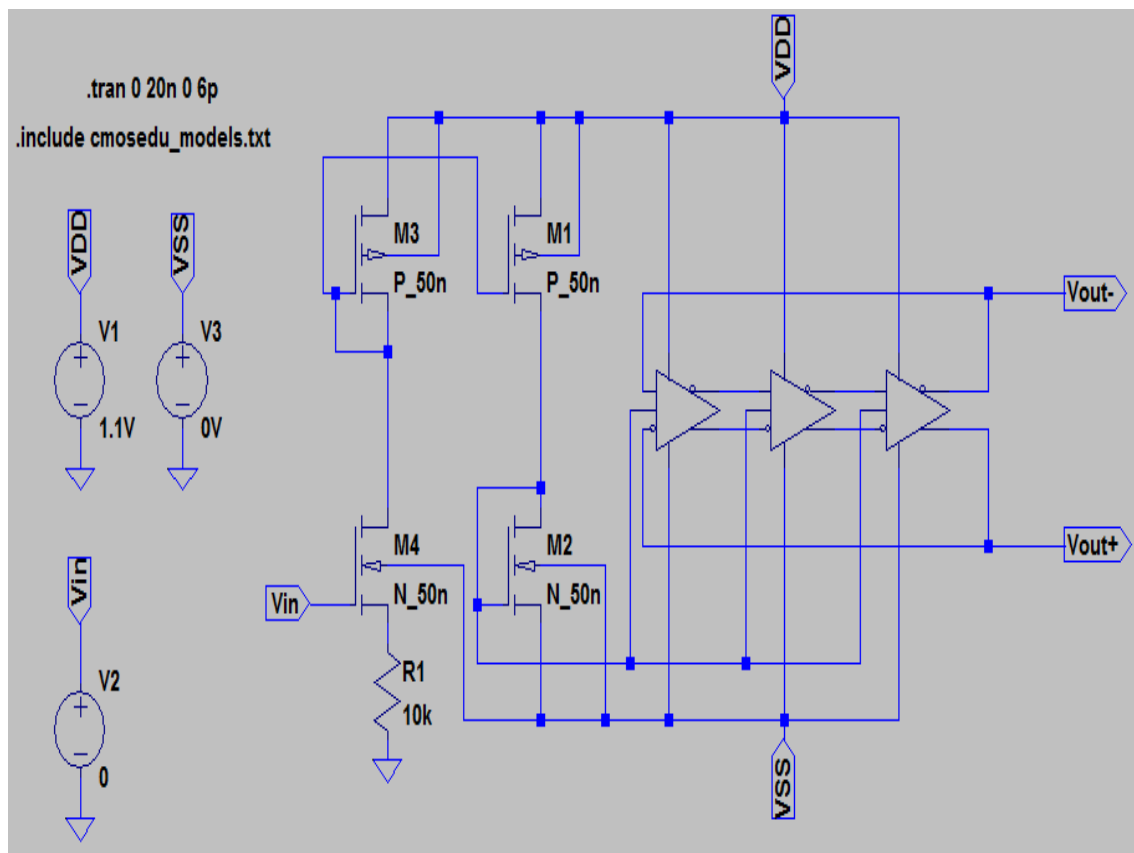 .tran 0 20n 0 6p
.include cmosedu_models.txt
VDD
VSS
V1
V3
1.1V
0V
Vin
V2
0
VDD
M3
P_50n
M1
P_50n
Vout-
Vout+
M4
N_50n
M2
N_50n
Vin
R1
10k
VSS